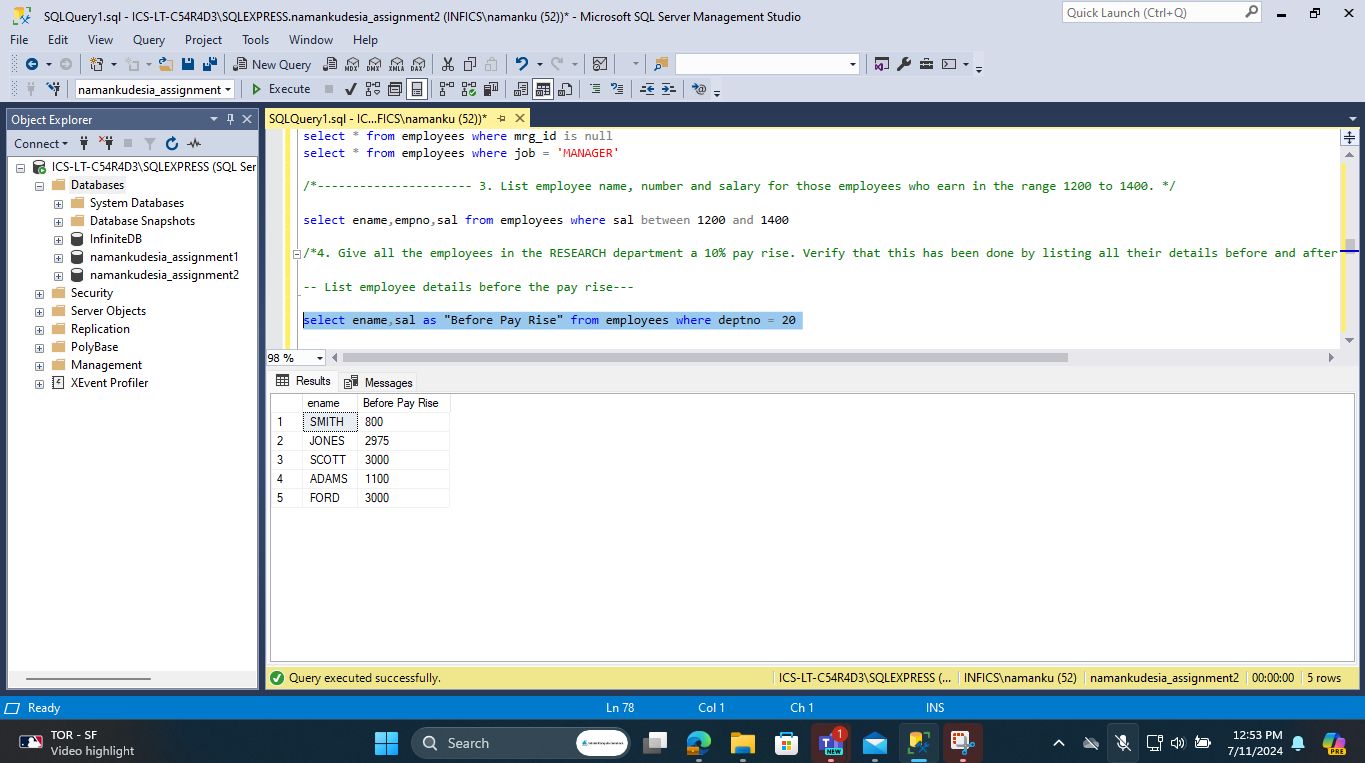 SQLQuery1.sql - ICS-LT-C54R4D3\SQLEXPRESS.namankudesia_assignment2 (INFICS\namanku (52))* - Microsoft SQL Server Management Studio
Quick Launch (Ctrl+Q)
File Edit View Query Project Tools Window Help
New Query MDX DMX XMLA DAX
namankudesia_assignment Execute
Object Explorer
SQLQuery1.sql - IC...FICS\namanku (52))*
Connect
ICS-LT-C54R4D3\SQLEXPRESS (SQL Ser
Databases
System Databases
Database Snapshots
InfiniteDB
namankudesia_assignment1
namankudesia_assignment2
Security
Server Objects
Replication
PolyBase
Management
XEvent Profiler
select * from employees where mrg_id is null
select * from employees where job = 'MANAGER'
/*---------------------- 3. List employee name, number and salary for those employees who earn in the range 1200 to 1400. */
select ename,empno,sal from employees where sal between 1200 and 1400
/*4. Give all the employees in the RESEARCH department a 10% pay rise. Verify that this has been done by listing all their details before and after
-- List employee details before the pay rise---
select ename,sal as "Before Pay Rise" from employees where deptno = 20
98 %
Results Messages
ename Before Pay Rise
1 SMITH 800
2 JONES 2975
3 SCOTT 3000
4 ADAMS 1100
5 FORD 3000
Query executed successfully. ICS-LT-C54R4D3\SQLEXPRESS (... INFICS\namanku (52) namankudesia_assignment2 00:00:00 5 rows
Ready Ln 78 Col 1 Ch 1 INS
TOR - SF
Video highlight
Search
1
NEW
12:53 PM
7/11/2024
PRE